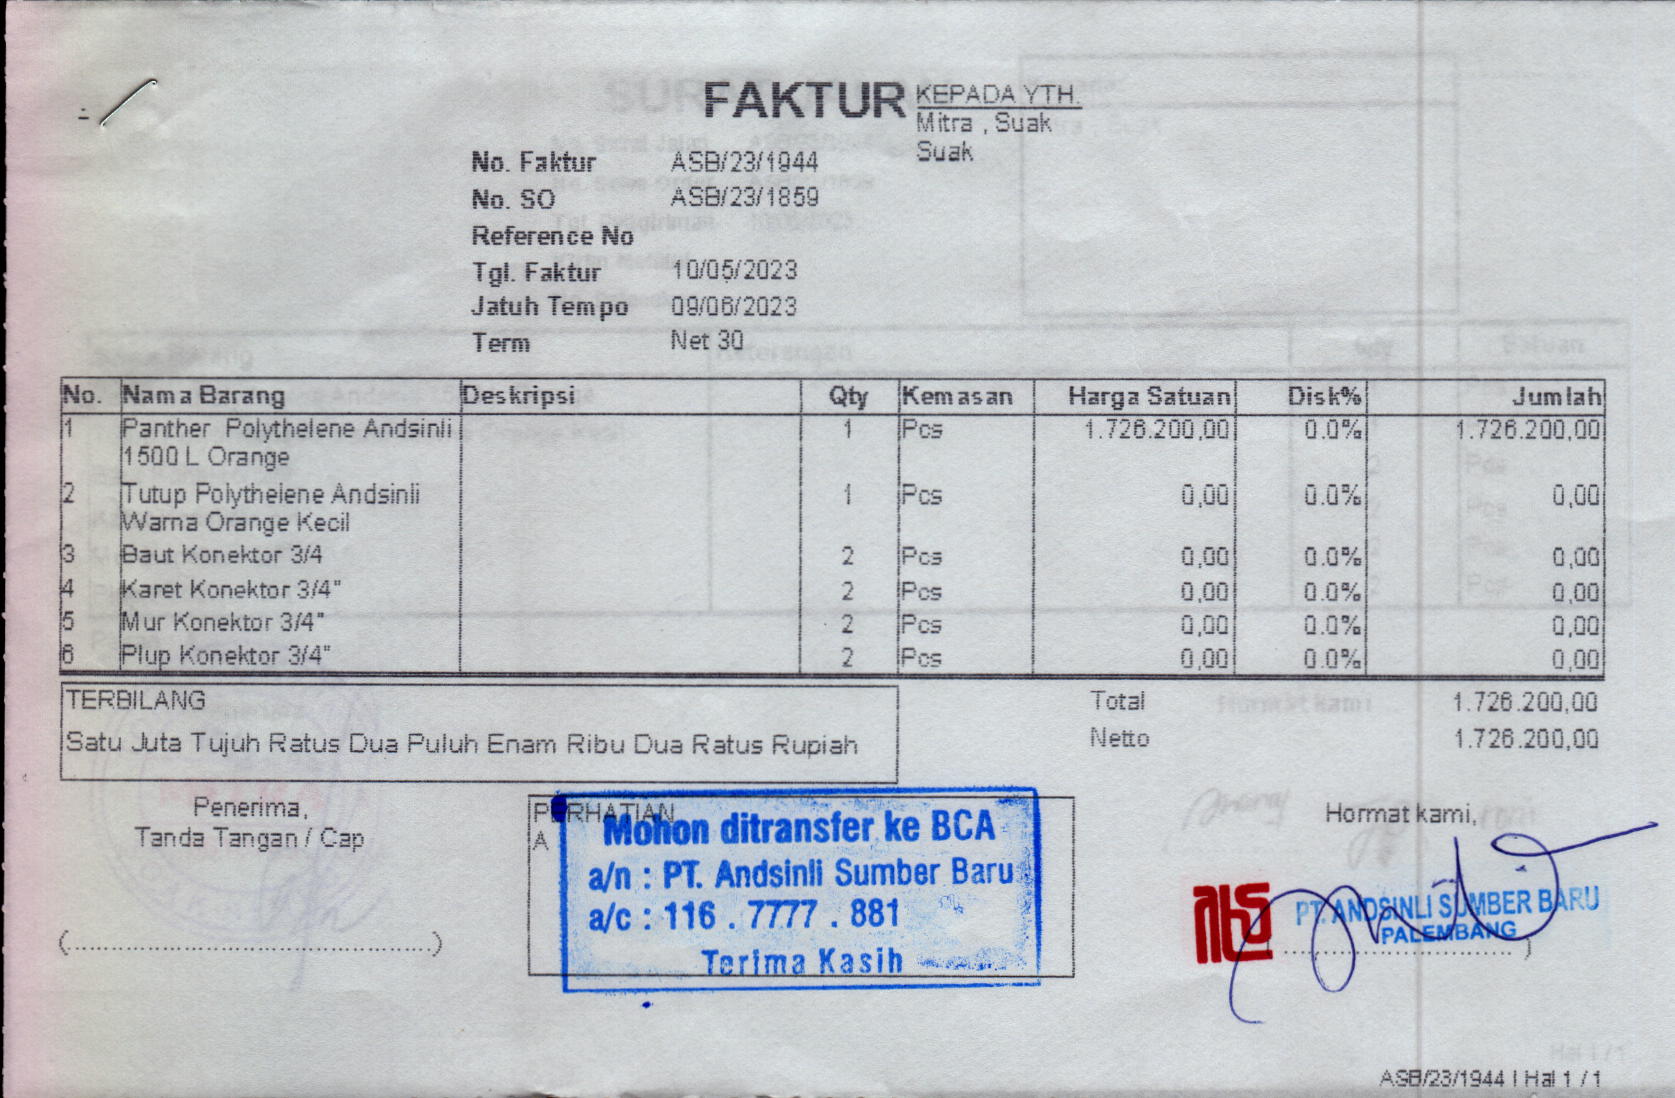 FAKTUR
KEPADA YTH.
Mitra , Suak
Suak
No. Faktur ASB/23/1944
No. SO ASB/23/1859
Reference No
Tgl. Faktur 10/05/2023
Jatuh Tempo 09/06/2023
Term Net 30
No. Nama Barang Deskripsi Qty Kemasan Harga Satuan Disk% Jumlah
1 Panther Polythelene Andsinli 1 Pcs 1.726.200,00 0.0% 1.726.200,00
1500 L Orange
2 Tutup Polythelene Andsinli 1 Pcs 0,00 0.0% 0,00
Warna Orange Kecil
3 Baut Konektor 3/4 2 Pcs 0,00 0.0% 0,00
4 Karet Konektor 3/4" 2 Pcs 0,00 0.0% 0,00
5 Mur Konektor 3/4" 2 Pcs 0,00 0.0% 0,00
6 Plup Konektor 3/4" 2 Pcs 0,00 0.0% 0,00
TERBILANG
Satu Juta Tujuh Ratus Dua Puluh Enam Ribu Dua Ratus Rupiah
Total 1.726.200,00
Netto 1.726.200,00
Penerima,
Tanda Tangan / Cap
(......................................................)
PERHATIAN
A
Mohon ditransfer ke BCA
a/n : PT. Andsinli Sumber Baru
a/c : 116 . 7777 . 881
Terima Kasih
Hormat kami,
PT. ANDSINLI SUMBER BARU
PALEMBANG
ASB/23/1944 | Hal 1 / 1